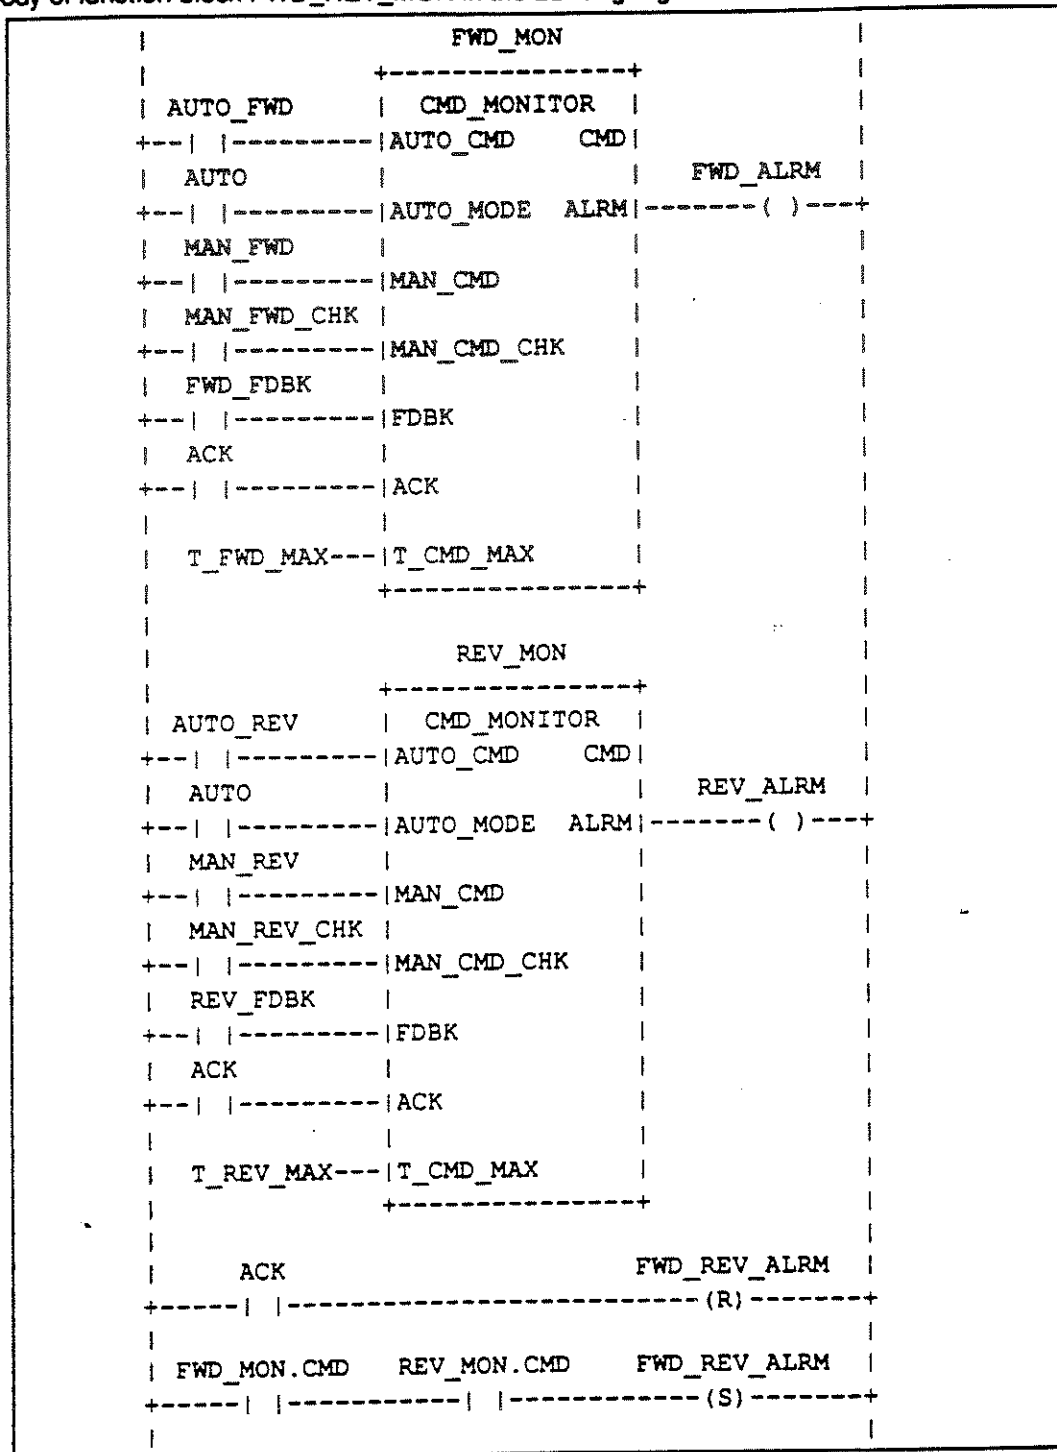 FWD_MON
+----------------+
AUTO_FWD | CMD_MONITOR |
+--| |---------|AUTO_CMD CMD|
AUTO | | FWD_ALRM |
+--| |---------|AUTO_MODE ALRM|-------( )---+
MAN_FWD
+--| |---------|MAN_CMD
MAN_FWD_CHK |
+--| |---------|MAN_CMD_CHK
FWD_FDBK
+--| |---------|FDBK
ACK
+--| |---------|ACK
T_FWD_MAX---|T_CMD_MAX
+----------------+
REV_MON
+----------------+
AUTO_REV | CMD_MONITOR |
+--| |---------|AUTO_CMD CMD|
AUTO | | REV_ALRM |
+--| |---------|AUTO_MODE ALRM|-------( )---+
MAN_REV
+--| |---------|MAN_CMD
MAN_REV_CHK |
+--| |---------|MAN_CMD_CHK
REV_FDBK
+--| |---------|FDBK
ACK
+--| |---------|ACK
T_REV_MAX---|T_CMD_MAX
+----------------+
ACK FWD_REV_ALRM |
+-----| |--------------------------(R)-------+
FWD_MON.CMD REV_MON.CMD FWD_REV_ALRM |
+-----| |-----------| |------------(S)-------+